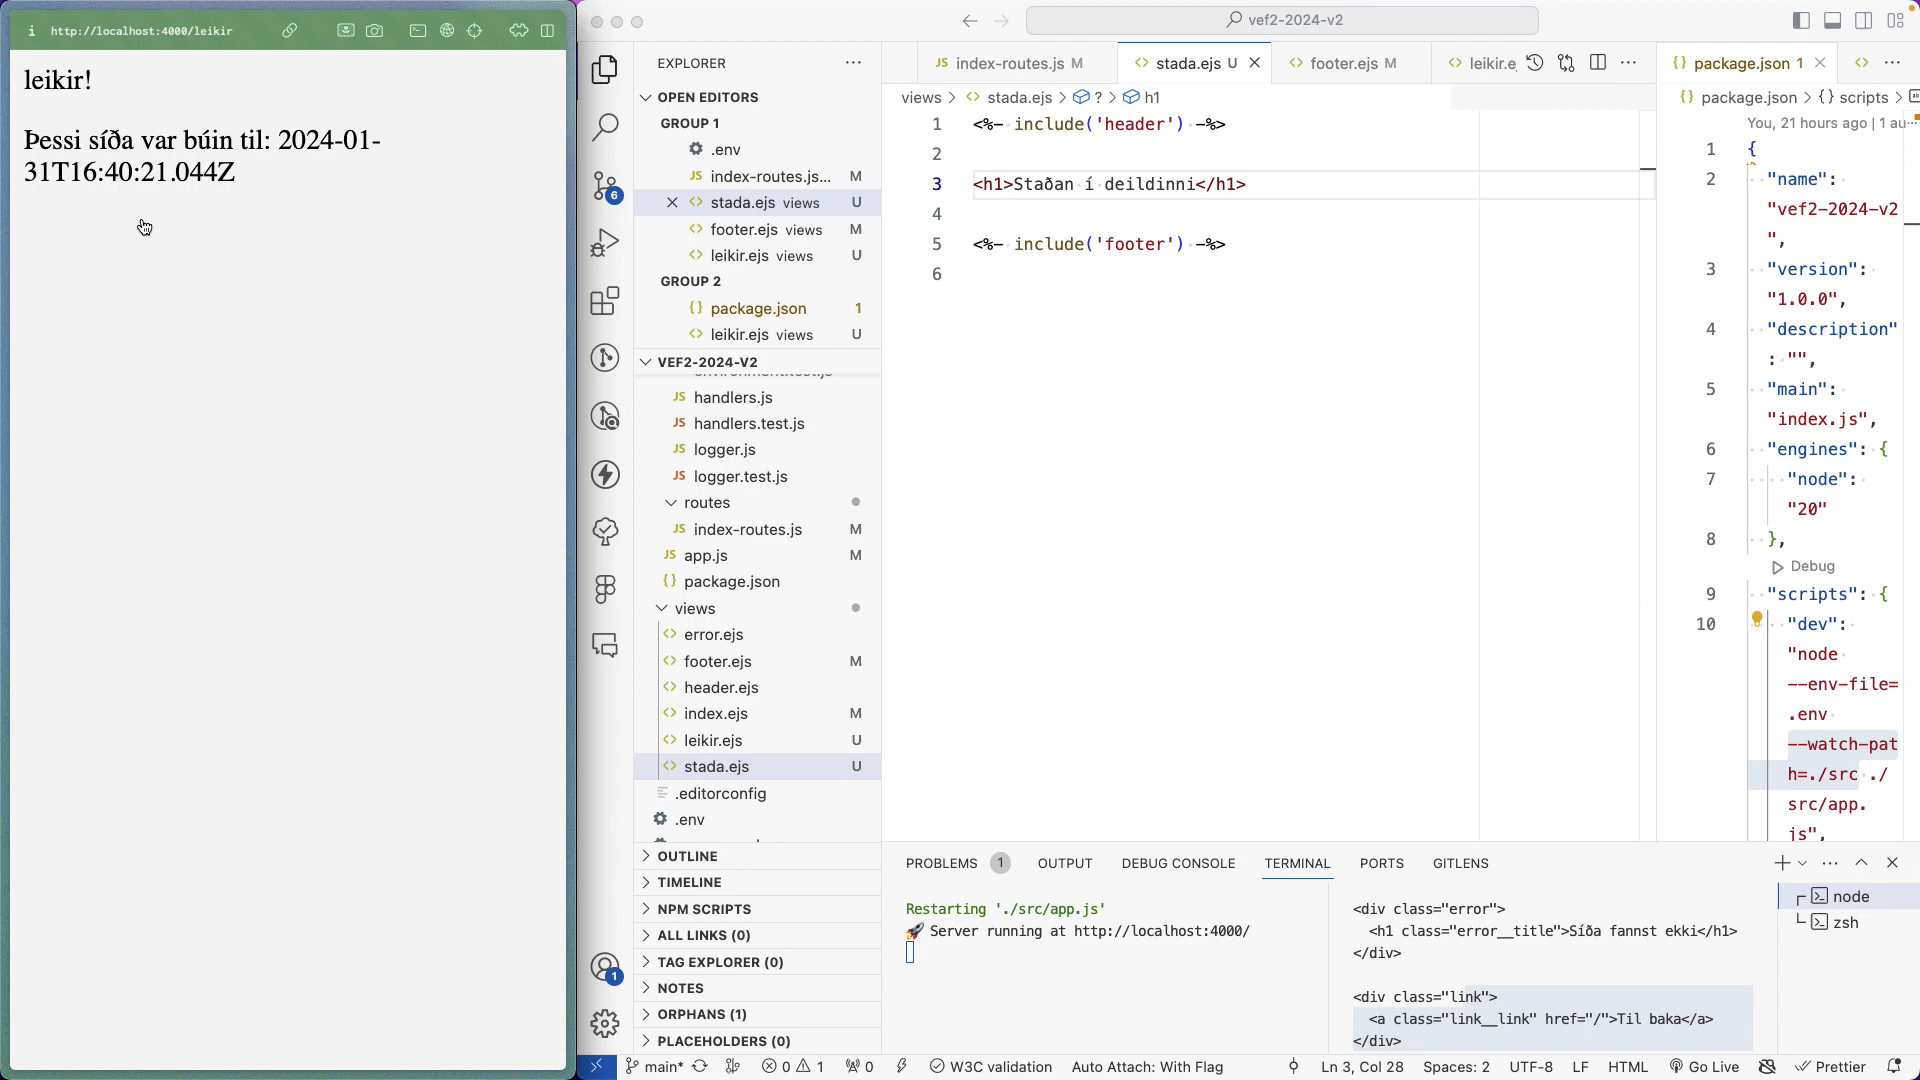 http://localhost:4000/leikir
leikir!
Þessi síða var búin til: 2024-01-
31T16:40:21.044Z
vef2-2024-v2
EXPLORER
OPEN EDITORS
GROUP 1
.env
index-routes.js... M
stada.ejs views U
footer.ejs views M
leikir.ejs views U
GROUP 2
package.json 1
leikir.ejs views U
VEF2-2024-V2
handlers.js
handlers.test.js
logger.js
logger.test.js
routes
index-routes.js M
app.js M
package.json
views
error.ejs
footer.ejs M
header.ejs
index.ejs M
leikir.ejs U
stada.ejs U
.editorconfig
.env
OUTLINE
TIMELINE
NPM SCRIPTS
ALL LINKS (0)
TAG EXPLORER (0)
NOTES
ORPHANS (1)
PLACEHOLDERS (0)
6
1
index-routes.js M
stada.ejs U
footer.ejs M
leikir.e
views > stada.ejs > ? > h1
1 <%- include('header') -%>
2
3 <h1>Staðan í deildinni</h1>
4
5 <%- include('footer') -%>
6
package.json 1
package.json > {} scripts >
You, 21 hours ago | 1 au...
1 {
2 "name":
"vef2-2024-v2
",
3 "version":
"1.0.0",
4 "description"
: "",
5 "main":
"index.js",
6 "engines": {
7 "node":
"20"
8 },
Debug
9 "scripts": {
10 "dev":
"node
--env-file=
.env
--watch-pat
h=./src ./
src/app.
js",
PROBLEMS 1 OUTPUT DEBUG CONSOLE TERMINAL PORTS GITLENS
Restarting './src/app.js'
🚀 Server running at http://localhost:4000/
<div class="error">
<h1 class="error__title">Síða fannst ekki</h1>
</div>
<div class="link">
<a class="link__link" href="/">Til baka</a>
</div>
node
zsh
main* 0 1 0 W3C validation Auto Attach: With Flag Ln 3, Col 28 Spaces: 2 UTF-8 LF HTML Go Live Prettier